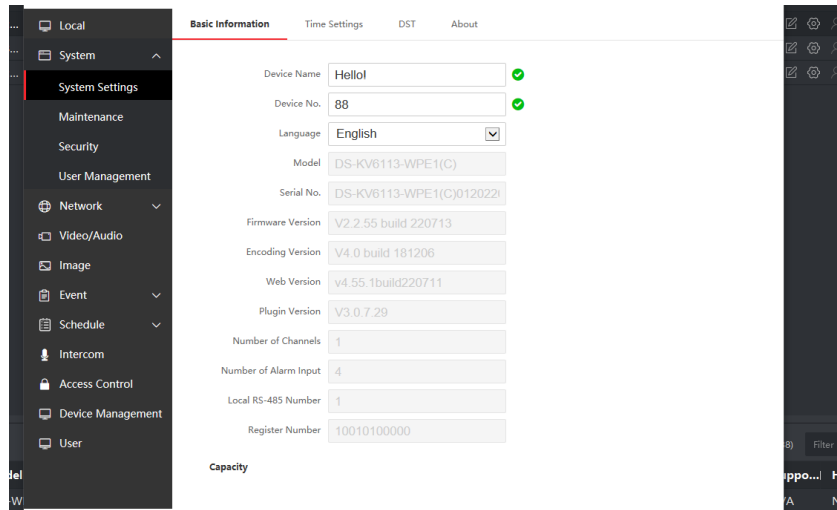 Local
System
System Settings
Maintenance
Security
User Management
Network
Video/Audio
Image
Event
Schedule
Intercom
Access Control
Device Management
User
Basic Information Time Settings DST About
Device Name Hello!
Device No. 88
Language English
Model DS-KV6113-WPE1(C)
Serial No. DS-KV6113-WPE1(C)012022
Firmware Version V2.2.55 build 220713
Encoding Version V4.0 build 181206
Web Version v4.55.1build220711
Plugin Version V3.0.7.29
Number of Channels 1
Number of Alarm Input 4
Local RS-485 Number 1
Register Number 10010100000
Capacity
Filter